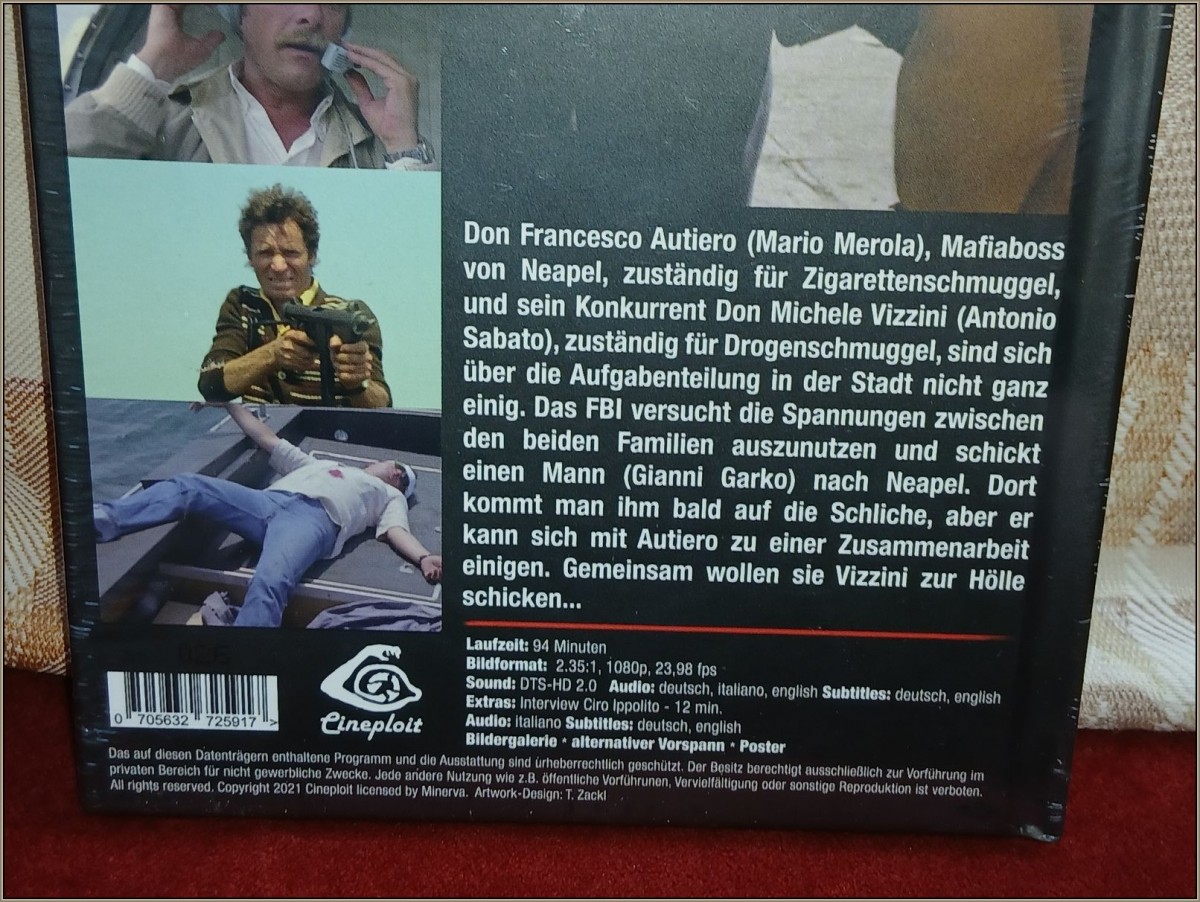 Don Francesco Autiero (Mario Merola), Mafiaboss
von Neapel, zuständig für Zigarettenschmuggel,
und sein Konkurrent Don Michele Vizzini (Antonio
Sabato), zuständig für Drogenschmuggel, sind sich
über die Aufgabenteilung in der Stadt nicht ganz
einig. Das FBI versucht die Spannungen zwischen
den beiden Familien auszunutzen und schickt
einen Mann (Gianni Garko) nach Neapel. Dort
kommt man ihm bald auf die Schliche, aber er
kann sich mit Autiero zu einer Zusammenarbeit
einigen. Gemeinsam wollen sie Vizzini zur Hölle
schicken...
Laufzeit: 94 Minuten
Bildformat: 2.35:1, 1080p, 23,98 fps
Sound: DTS-HD 2.0 Audio: deutsch, italiano, english Subtitles: deutsch, english
Extras: Interview Ciro Ippolito - 12 min.
Audio: italiano Subtitles: deutsch, english
Bildergalerie * alternativer Vorspann * Poster
0 705632 725917 >
Cineploit
Das auf diesen Datenträgern enthaltene Programm und die Ausstattung sind urheberrechtlich geschützt. Der Besitz berechtigt ausschließlich zur Vorführung im
privaten Bereich für nicht gewerbliche Zwecke. Jede andere Nutzung wie z.B. öffentliche Vorführunen, Vervielfältigung oder sonstige Reproduktion ist verboten.
All rights reserved. Copyright 2021 Cineploit licensed by Minerva. Artwork-Design: T. Zackl